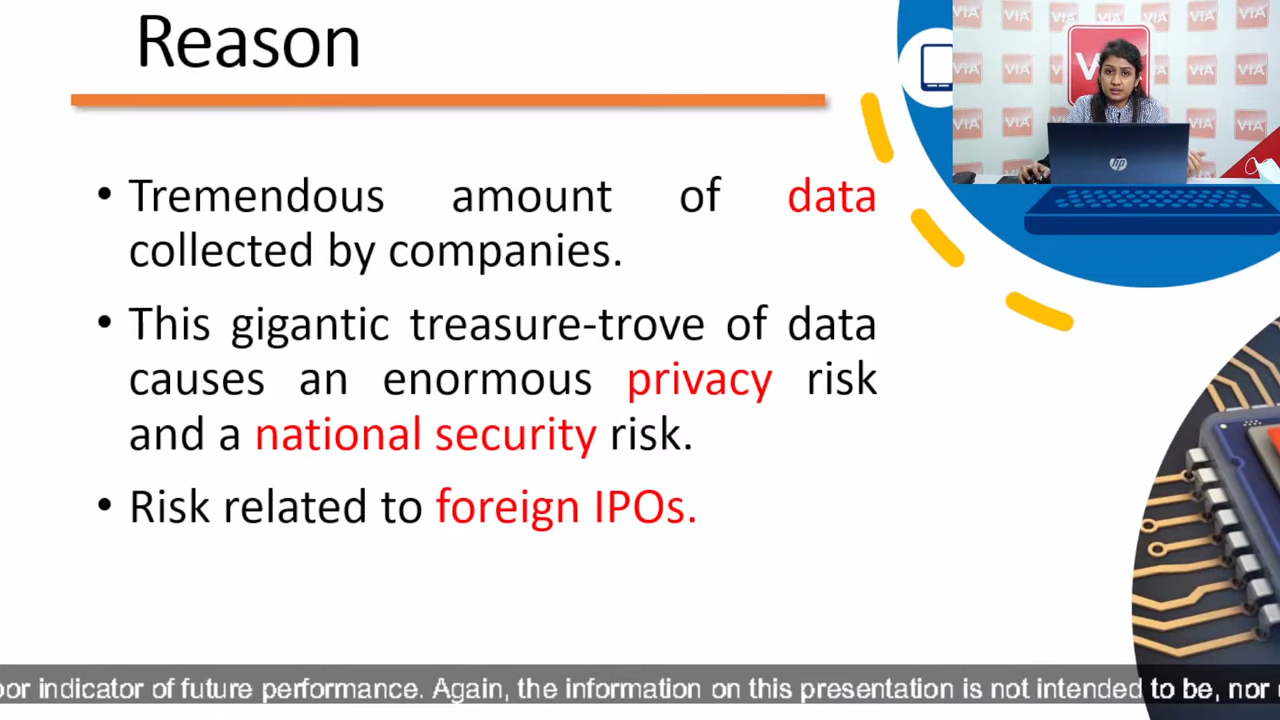 Reason
• Tremendous amount of data
collected by companies.
• This gigantic treasure-trove of data
causes an enormous privacy risk
and a national security risk.
• Risk related to foreign IPOs.
VIA
hp
oor indicator of future performance. Again, the information on this presentation is not intended to be, nor